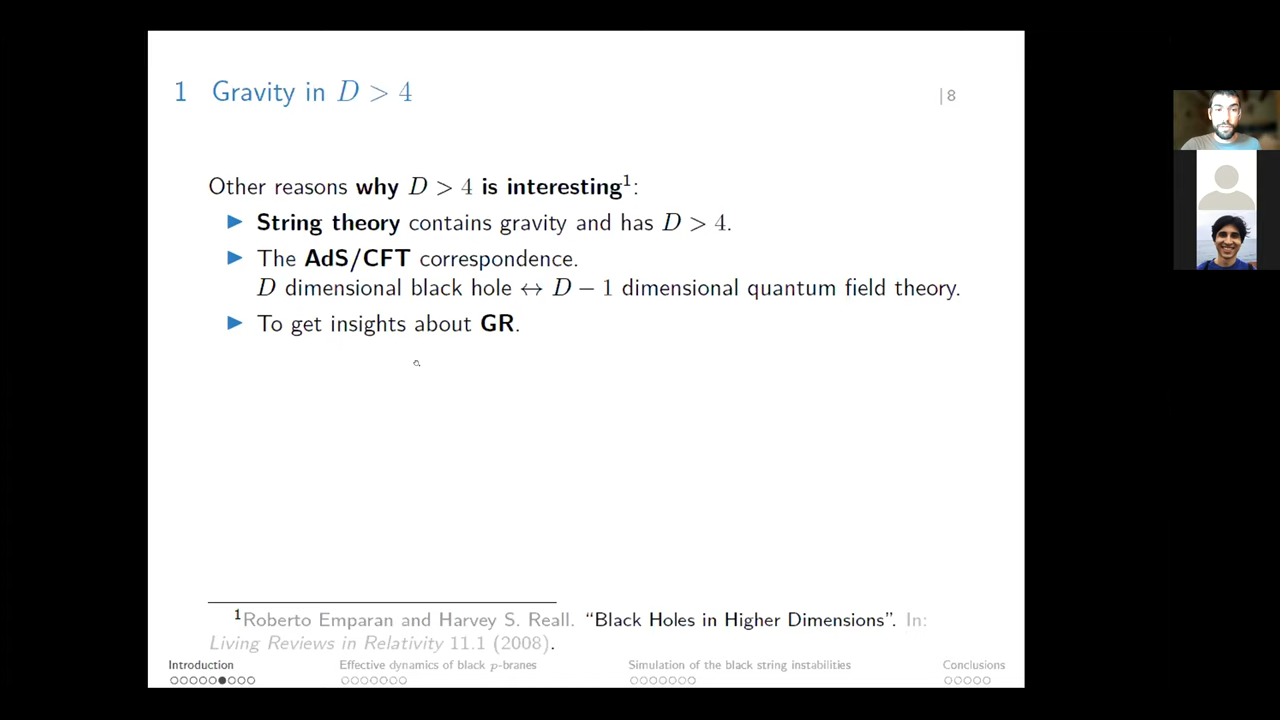 1 Gravity in D > 4
|8
Other reasons why D > 4 is interesting¹:
▶ String theory contains gravity and has D > 4.
▶ The AdS/CFT correspondence.
D dimensional black hole ↔ D − 1 dimensional quantum field theory.
▶ To get insights about GR.
¹Roberto Emparan and Harvey S. Reall. “Black Holes in Higher Dimensions”. In:
Living Reviews in Relativity 11.1 (2008).
Introduction Effective dynamics of black p-branes Simulation of the black string instabilities Conclusions